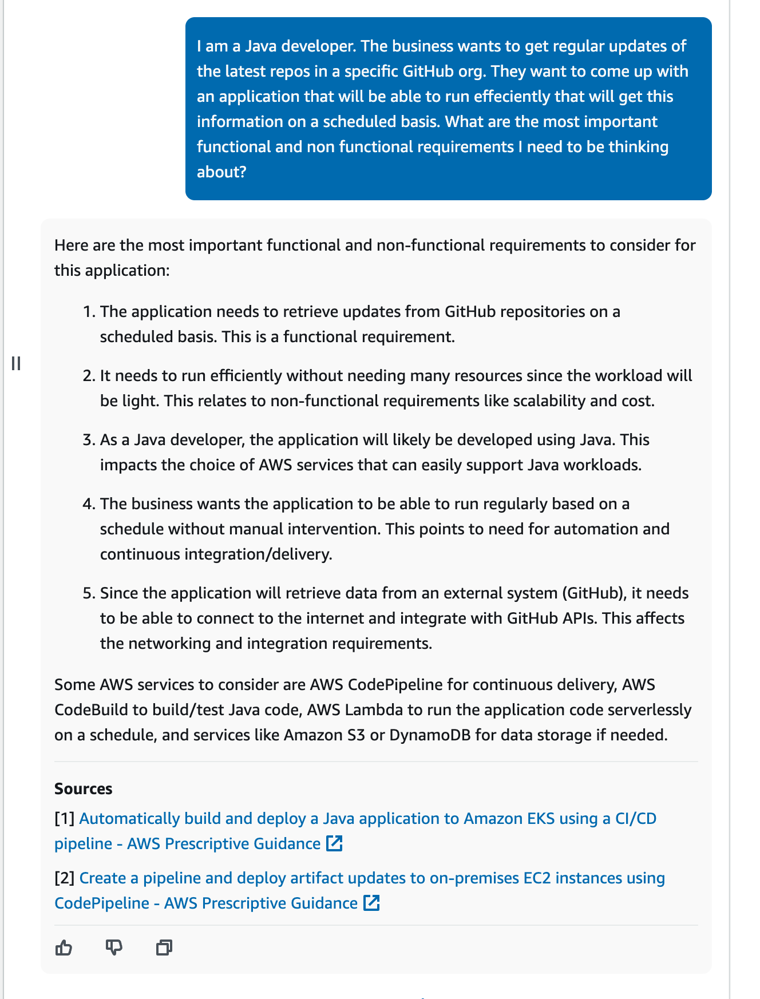 I am a Java developer. The business wants to get regular updates of
the latest repos in a specific GitHub org. They want to come up with
an application that will be able to run effeciently that will get this
information on a scheduled basis. What are the most important
functional and non functional requirements I need to be thinking
about?
Here are the most important functional and non-functional requirements to consider for
this application:
1. The application needs to retrieve updates from GitHub repositories on a
scheduled basis. This is a functional requirement.
2. It needs to run efficiently without needing many resources since the workload will
be light. This relates to non-functional requirements like scalability and cost.
3. As a Java developer, the application will likely be developed using Java. This
impacts the choice of AWS services that can easily support Java workloads.
4. The business wants the application to be able to run regularly based on a
schedule without manual intervention. This points to need for automation and
continuous integration/delivery.
5. Since the application will retrieve data from an external system (GitHub), it needs
to be able to connect to the internet and integrate with GitHub APIs. This affects
the networking and integration requirements.
Some AWS services to consider are AWS CodePipeline for continuous delivery, AWS
CodeBuild to build/test Java code, AWS Lambda to run the application code serverlessly
on a schedule, and services like Amazon S3 or DynamoDB for data storage if needed.
Sources
[1] Automatically build and deploy a Java application to Amazon EKS using a CI/CD
pipeline - AWS Prescriptive Guidance
[2] Create a pipeline and deploy artifact updates to on-premises EC2 instances using
CodePipeline - AWS Prescriptive Guidance